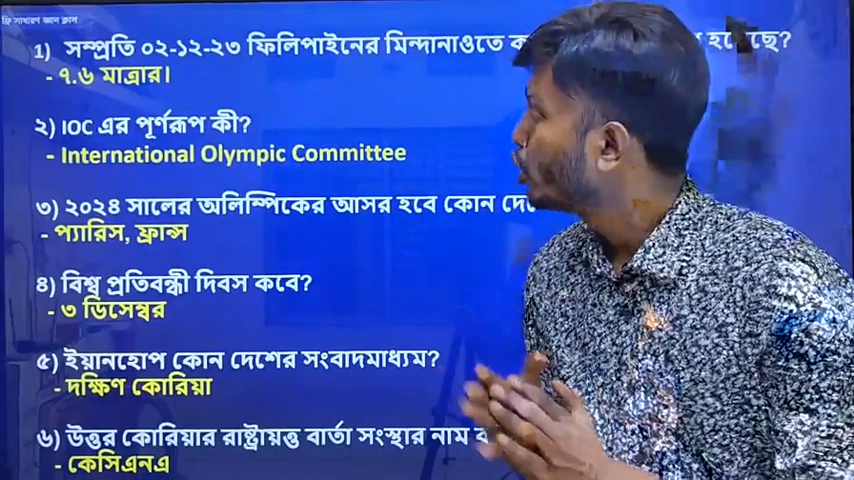 ফ্রি সাধারণ জ্ঞান ক্লাস
১) সম্প্রতি ০২-১২-২৩ ফিলিপাইনের মিন্দানাওতে
- ৭.৬ মাত্রার।
২) IOC এর পূর্ণরূপ কী?
- International Olympic Committee
৩) ২০২৪ সালের অলিম্পিকের আসর হবে কোন
- প্যারিস, ফ্রান্স
৪) বিশ্ব প্রতিবন্ধী দিবস কবে?
- ৩ ডিসেম্বর
৫) ইয়ানহোপ কোন দেশের সংবাদমাধ্যম?
- দক্ষিণ কোরিয়া
৬) উত্তর কোরিয়ার রাষ্ট্রায়ত্ত বার্তা সংস্থার নাম
- কেসিএনএ